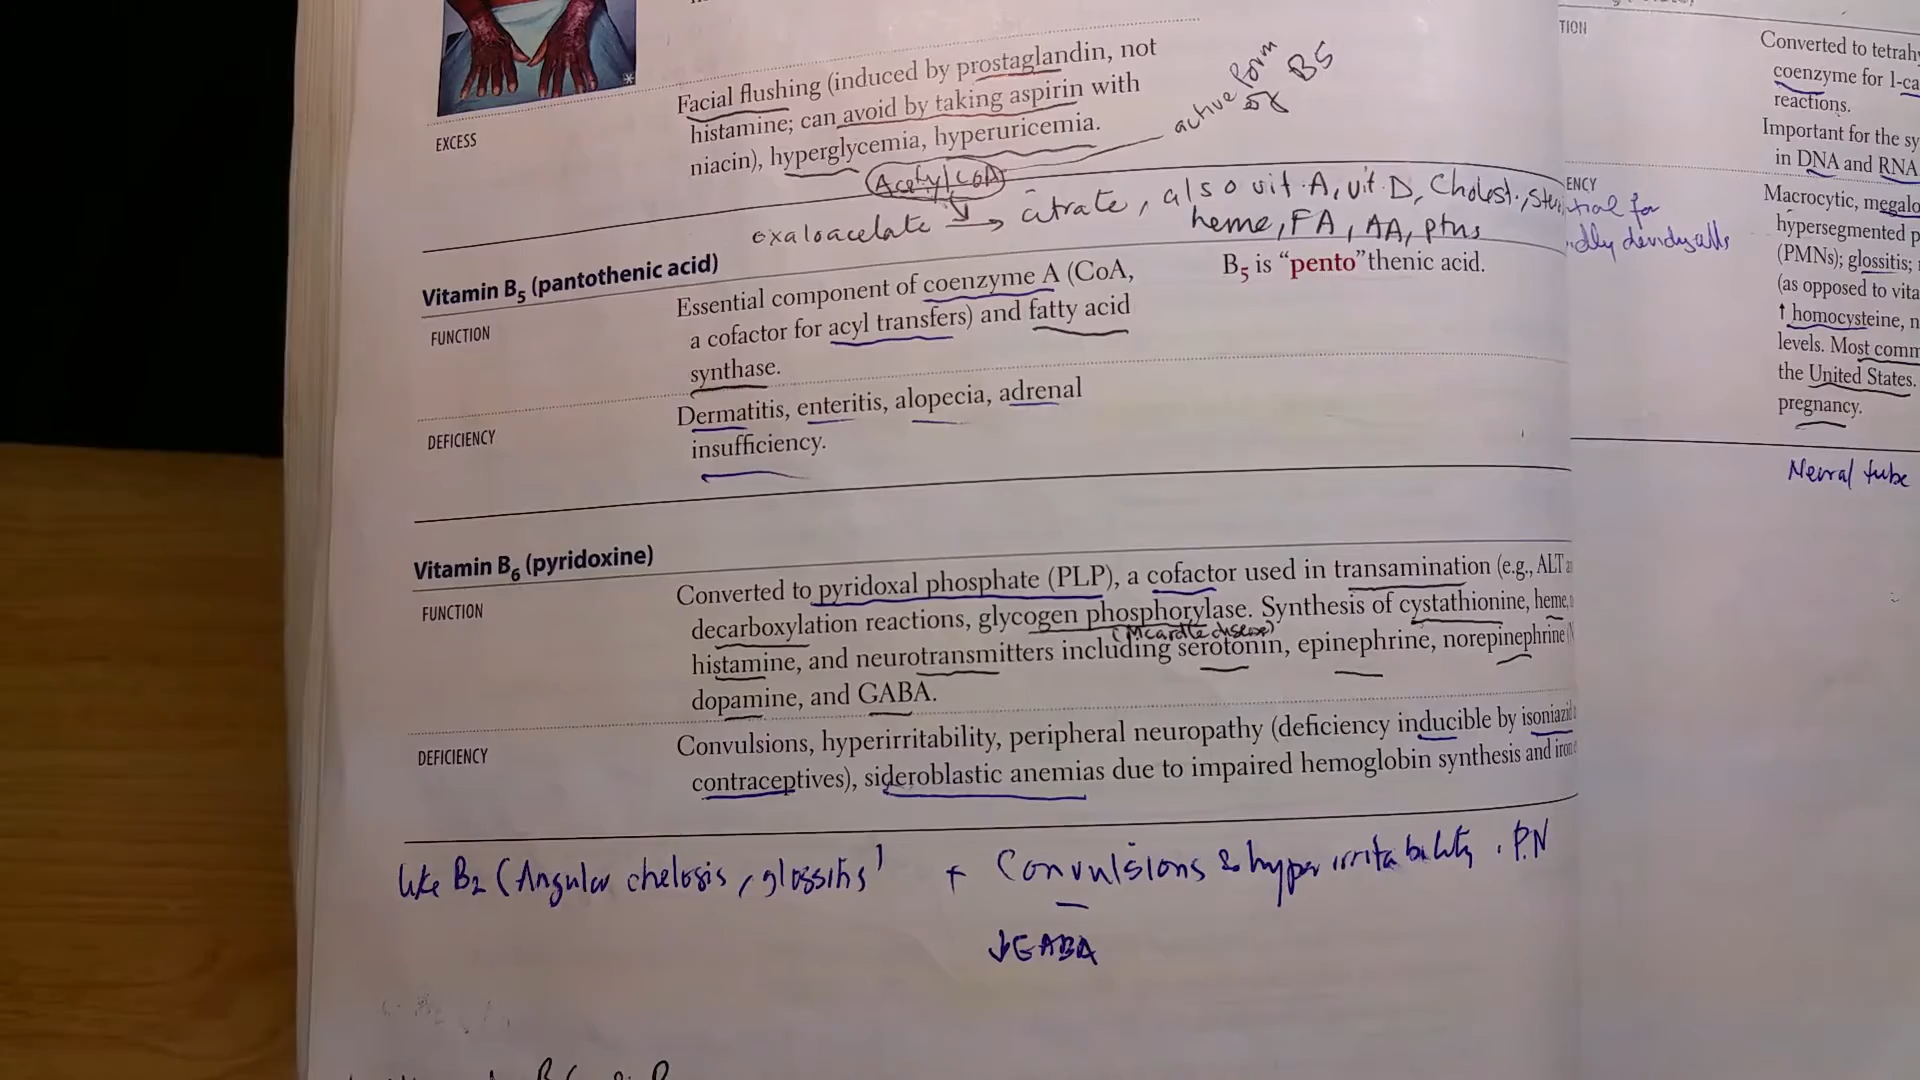 Facial flushing (induced by prostaglandin, not
EXCESS
histamine; can avoid by taking aspirin with
niacin), hyperglycemia, hyperuricemia.
active form
of B5
Acetyl CoA
oxaloacelate → citrate, also vit. A, vit. D, Cholest.,
heme, FA, AA, ptns
Vitamin B5 (pantothenic acid)
FUNCTION
Essential component of coenzyme A (CoA,
a cofactor for acyl transfers) and fatty acid
synthase.
B5 is "pento"thenic acid.
DEFICIENCY
Dermatitis, enteritis, alopecia, adrenal
insufficiency.
Vitamin B6 (pyridoxine)
FUNCTION
Converted to pyridoxal phosphate (PLP), a cofactor used in transamination (e.g., ALT
decarboxylation reactions, glycogen phosphorylase. Synthesis of cystathionine, heme,
(Mcardle disease)
histamine, and neurotransmitters including serotonin, epinephrine, norepinephrine
dopamine, and GABA.
DEFICIENCY
Convulsions, hyperirritability, peripheral neuropathy (deficiency inducible by isoniazid
contraceptives), sideroblastic anemias due to impaired hemoglobin synthesis and iron
like B2 (Angular chelosis, glossitis) + Convulsions & hyper irritability. P.N
↓GABA
TION
Converted to tetrahy
coenzyme for 1-ca
reactions.
Important for the sy
in DNA and RNA
ENCY
Macrocytic, megalo
hypersegmented p
(PMNs); glossitis;
(as opposed to vita
↑ homocysteine, n
levels. Most comm
the United States.
pregnancy.
Neural tube